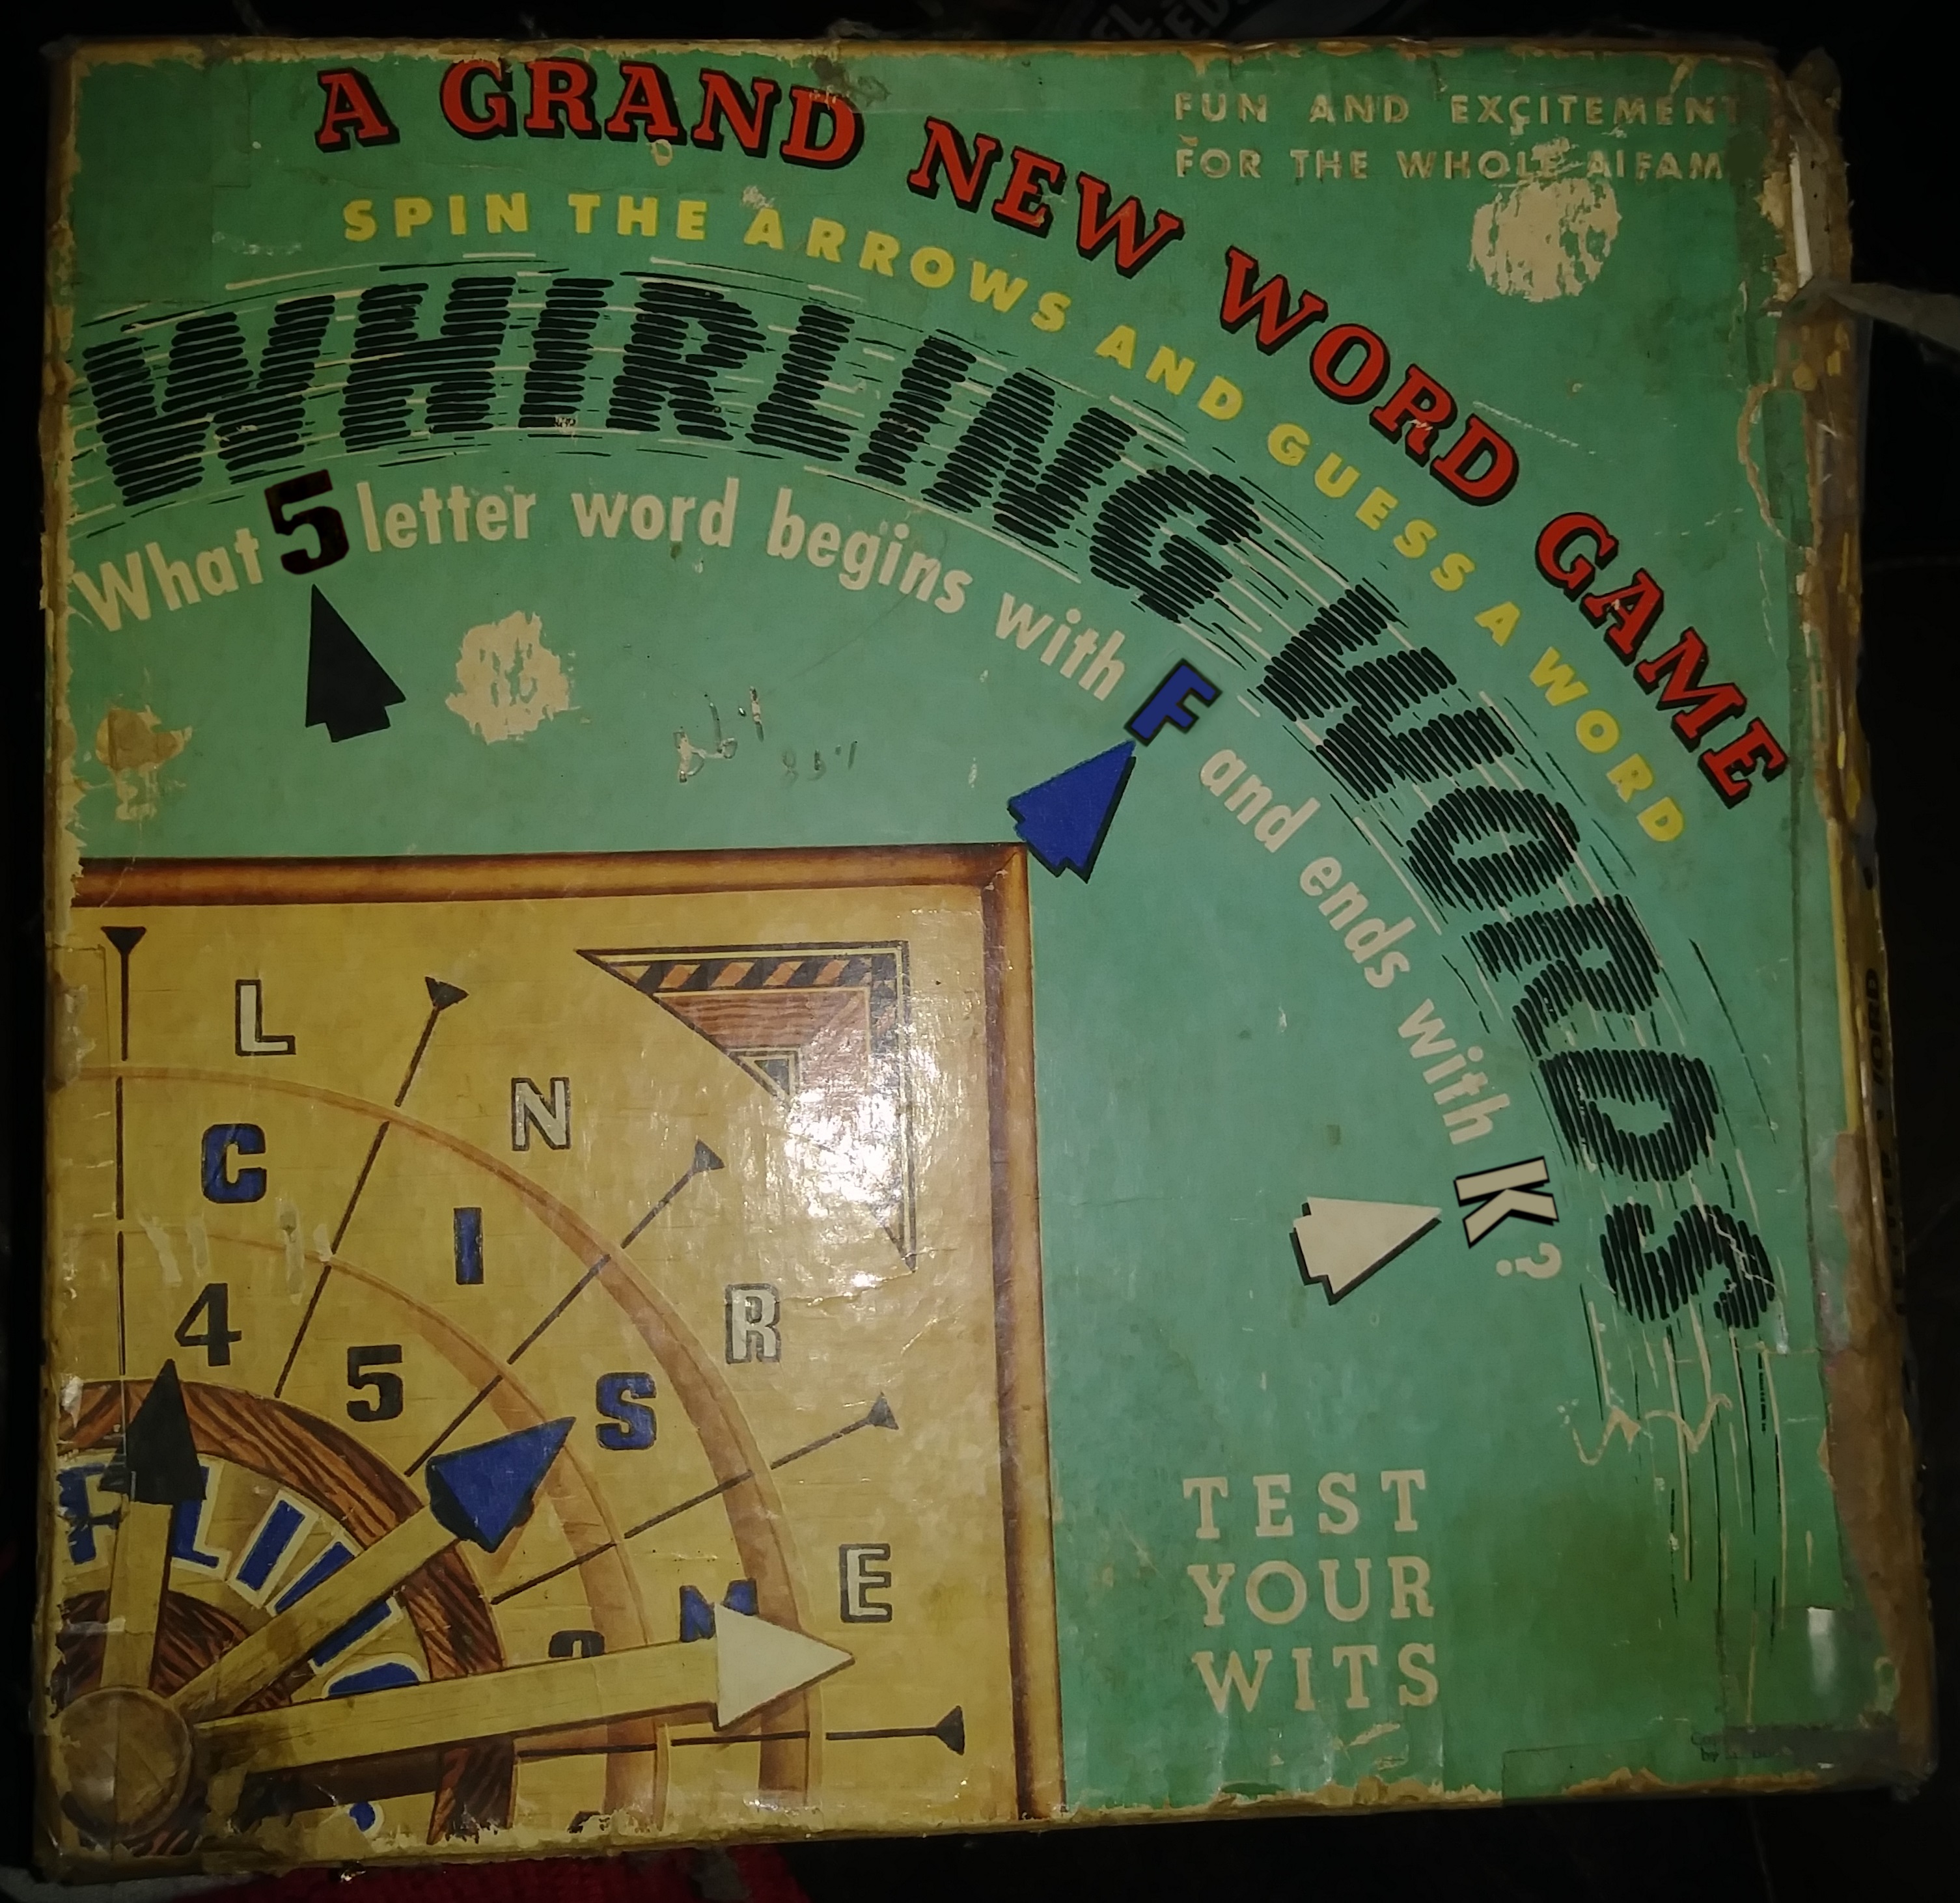 A GRAND NEW WORD GAME
FUN AND EXCITEMENT
FOR THE WHOLE AIFAM
SPIN THE ARROWS AND GUESS A WORD
WHIRLING WORDS
What 5 letter word begins with F and ends with K?
L
N
C
I
R
4
5
S
E
M
TEST
YOUR
WITS